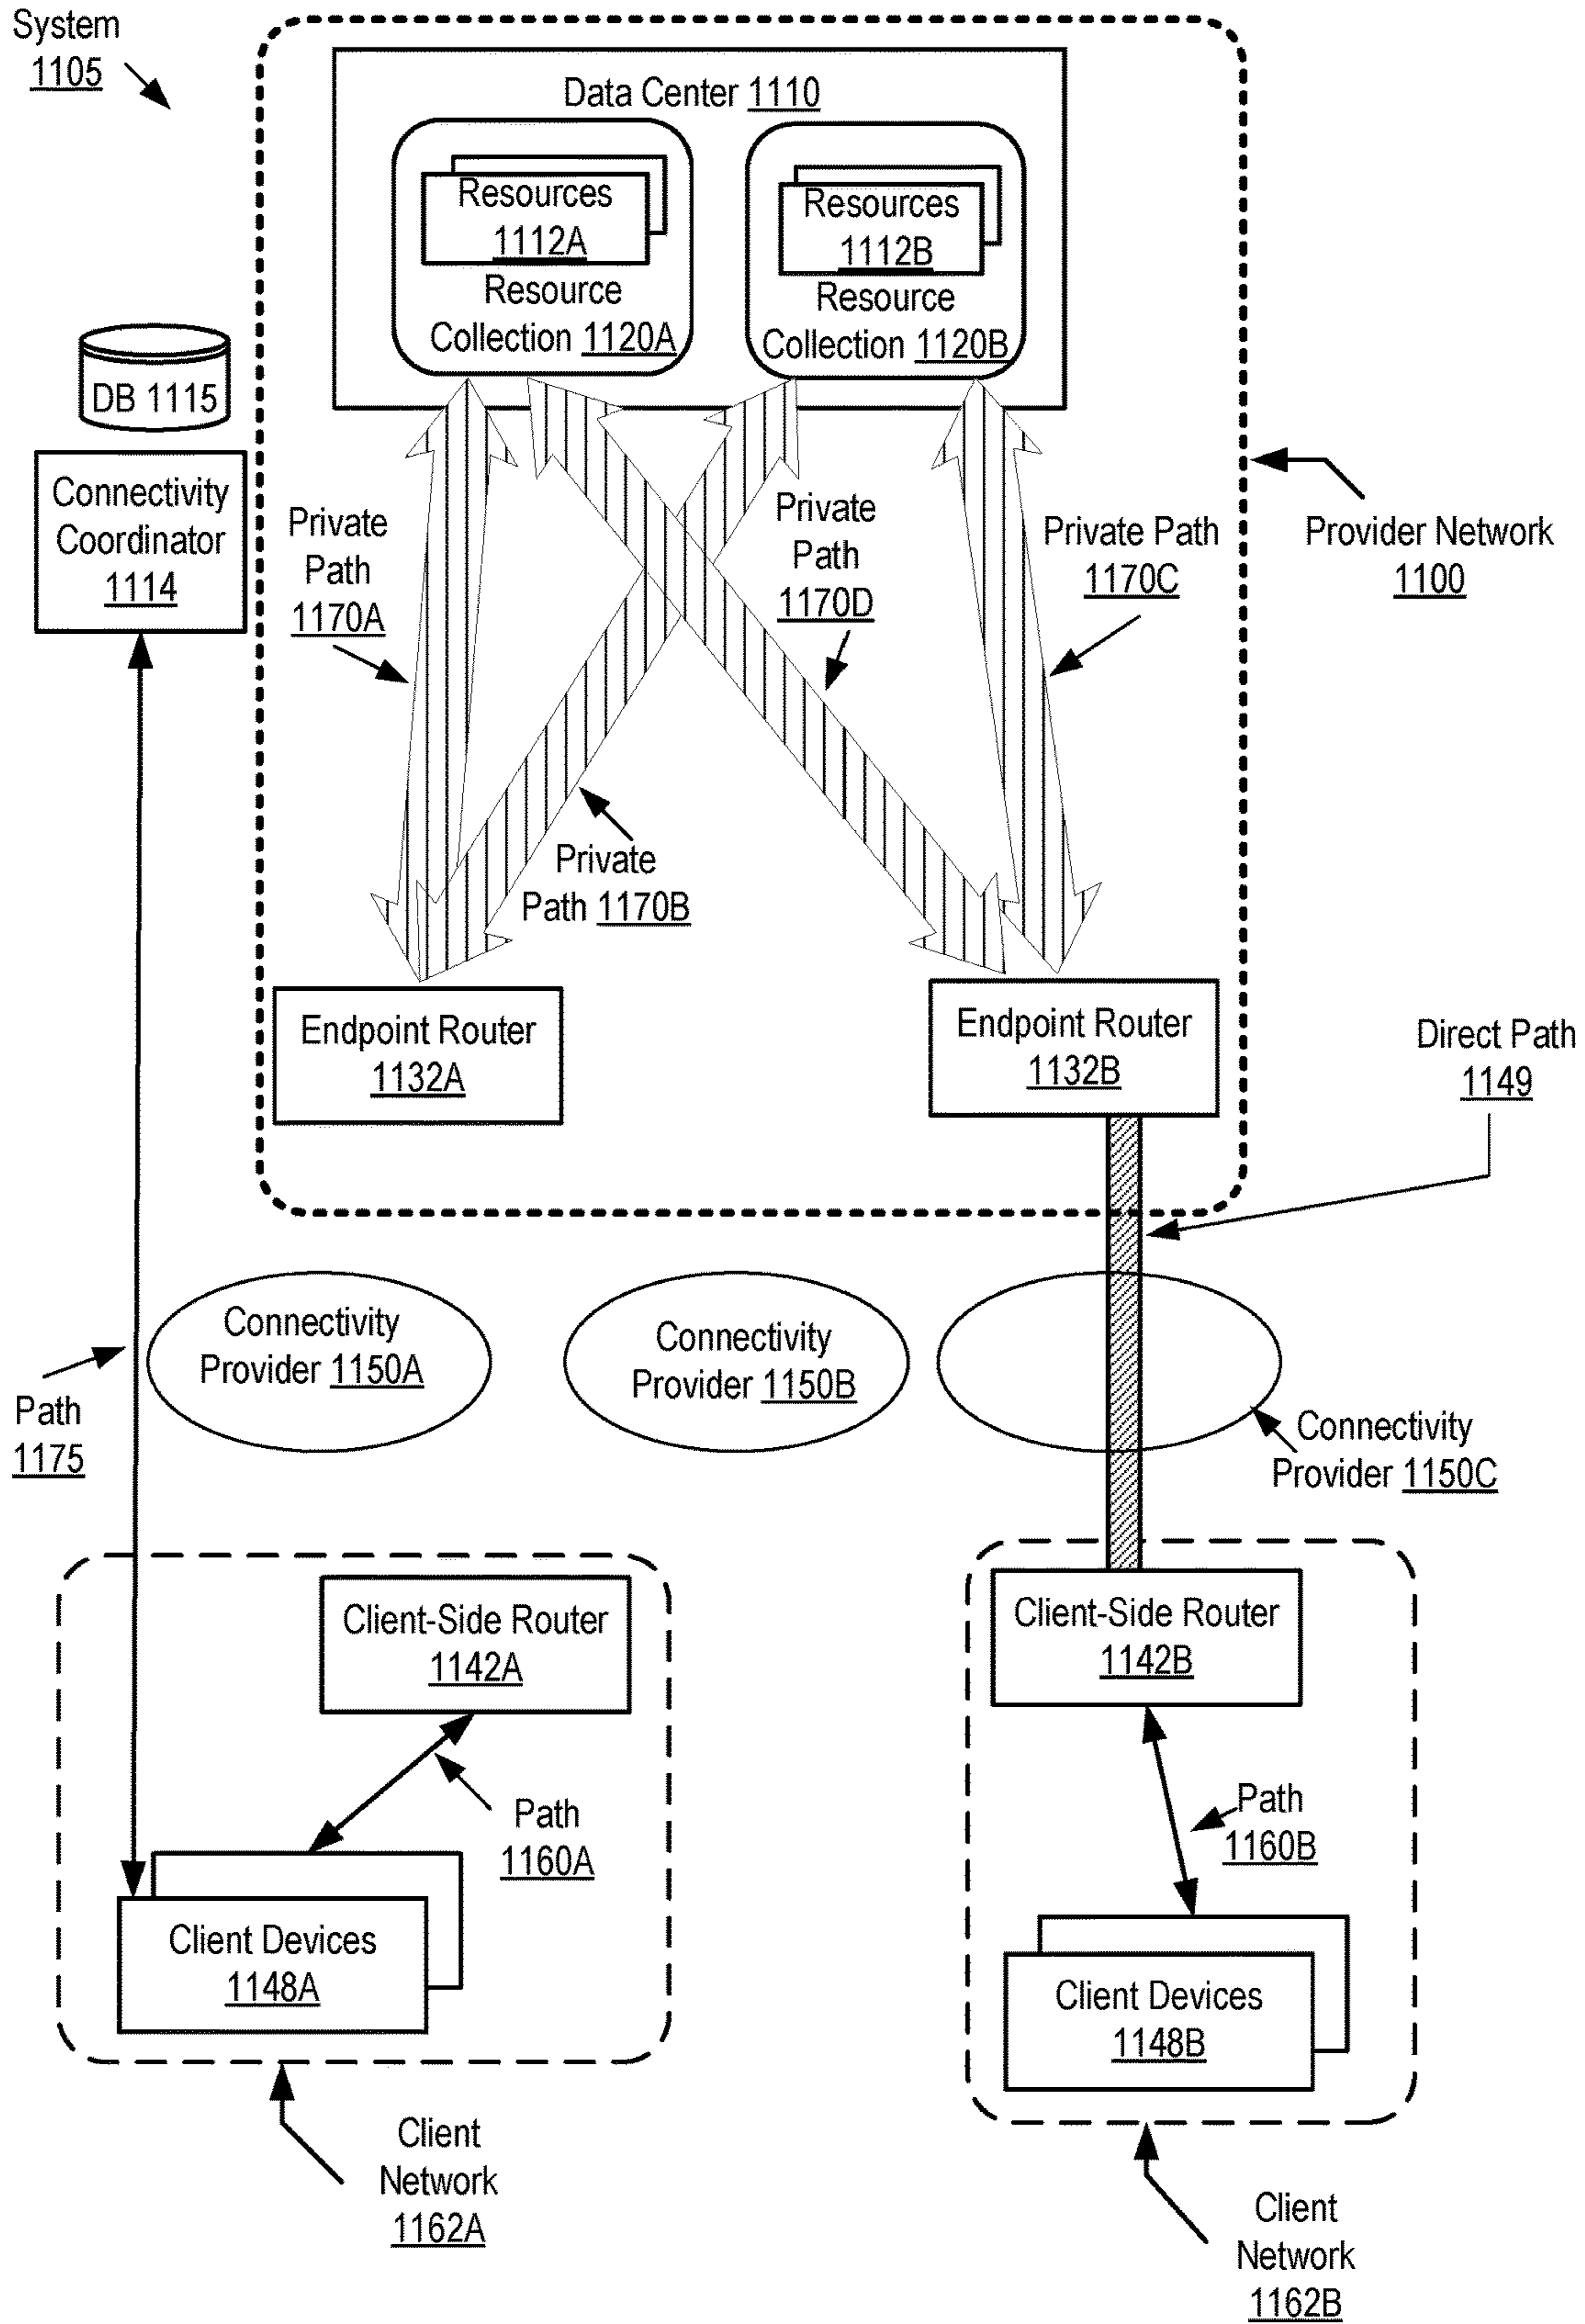 System
1105
Data Center 1110
Resources
1112A
Resource
Collection 1120A
Resources
1112B
Resource
Collection 1120B
DB 1115
Connectivity
Coordinator
1114
Private
Path
1170A
Private
Path
1170D
Private Path
1170C
Provider Network
1100
Private
Path 1170B
Endpoint Router
1132A
Endpoint Router
1132B
Direct Path
1149
Connectivity
Provider 1150A
Connectivity
Provider 1150B
Connectivity
Provider 1150C
Path
1175
Client-Side Router
1142A
Client-Side Router
1142B
Path
1160A
Path
1160B
Client Devices
1148A
Client Devices
1148B
Client
Network
1162A
Client
Network
1162B